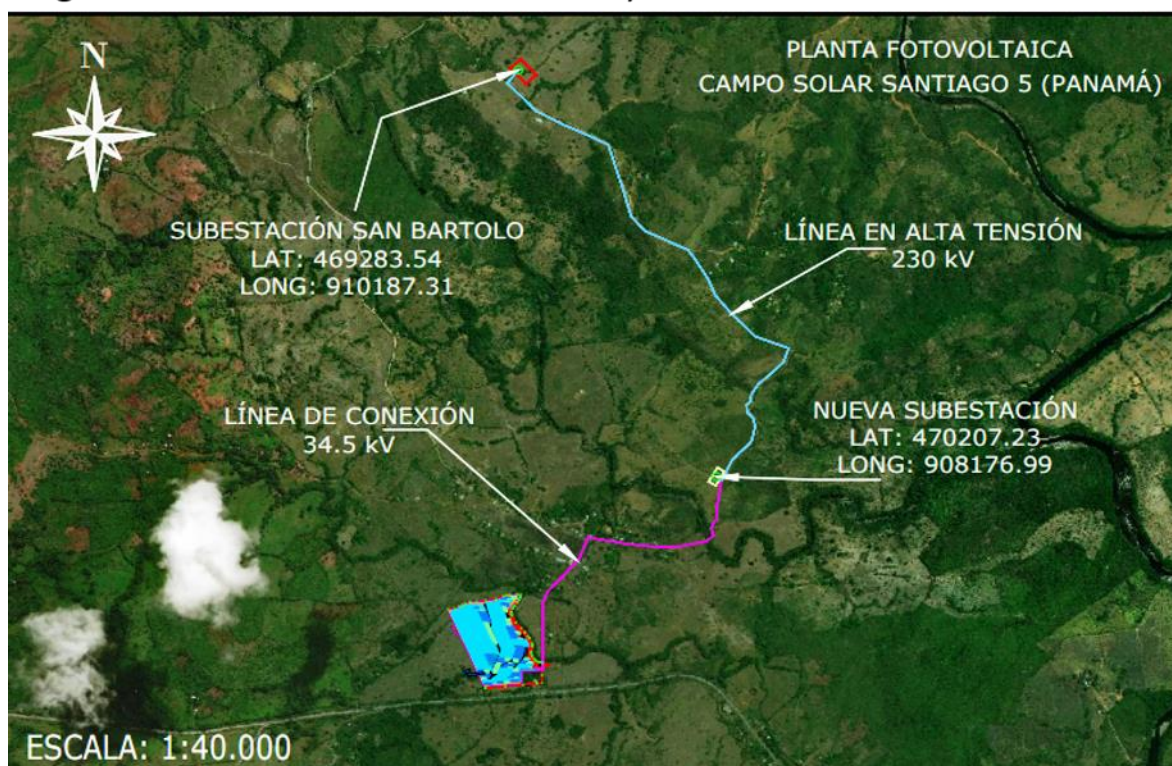 N
PLANTA FOTOVOLTAICA
CAMPO SOLAR SANTIAGO 5 (PANAMÁ)
SUBESTACIÓN SAN BARTOLO
LAT: 469283.54
LONG: 910187.31
LÍNEA EN ALTA TENSIÓN
230 kV
LÍNEA DE CONEXIÓN
34.5 kV
NUEVA SUBESTACIÓN
LAT: 470207.23
LONG: 908176.99
ESCALA: 1:40.000